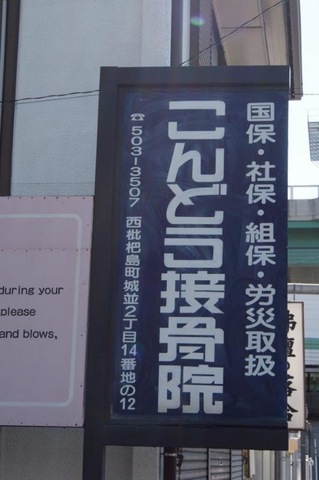 国保・社保・組保・労災取扱
こんどう接骨院
☎503-3507 西枇杷島町城並2丁目14番地の12
during your
please
and blows,